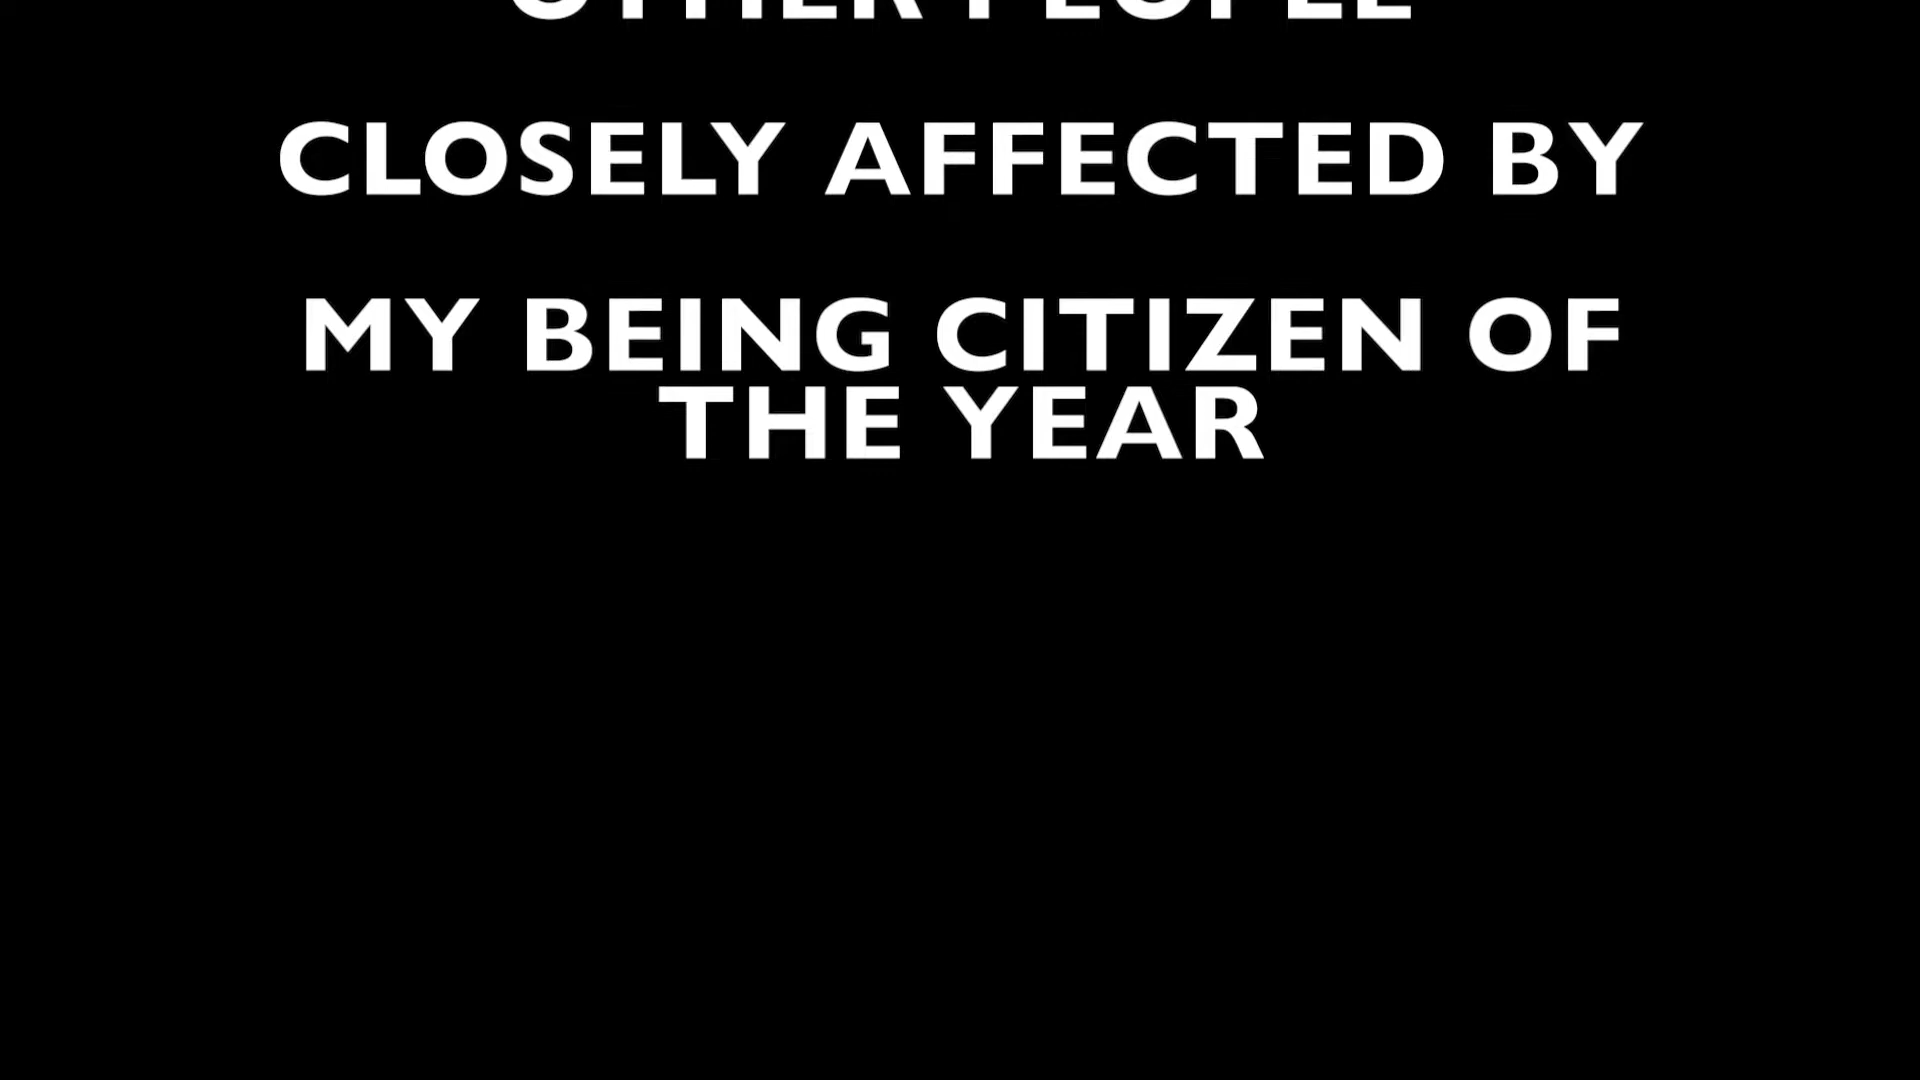 OTHER PEOPLE
CLOSELY AFFECTED BY
MY BEING CITIZEN OF
THE YEAR